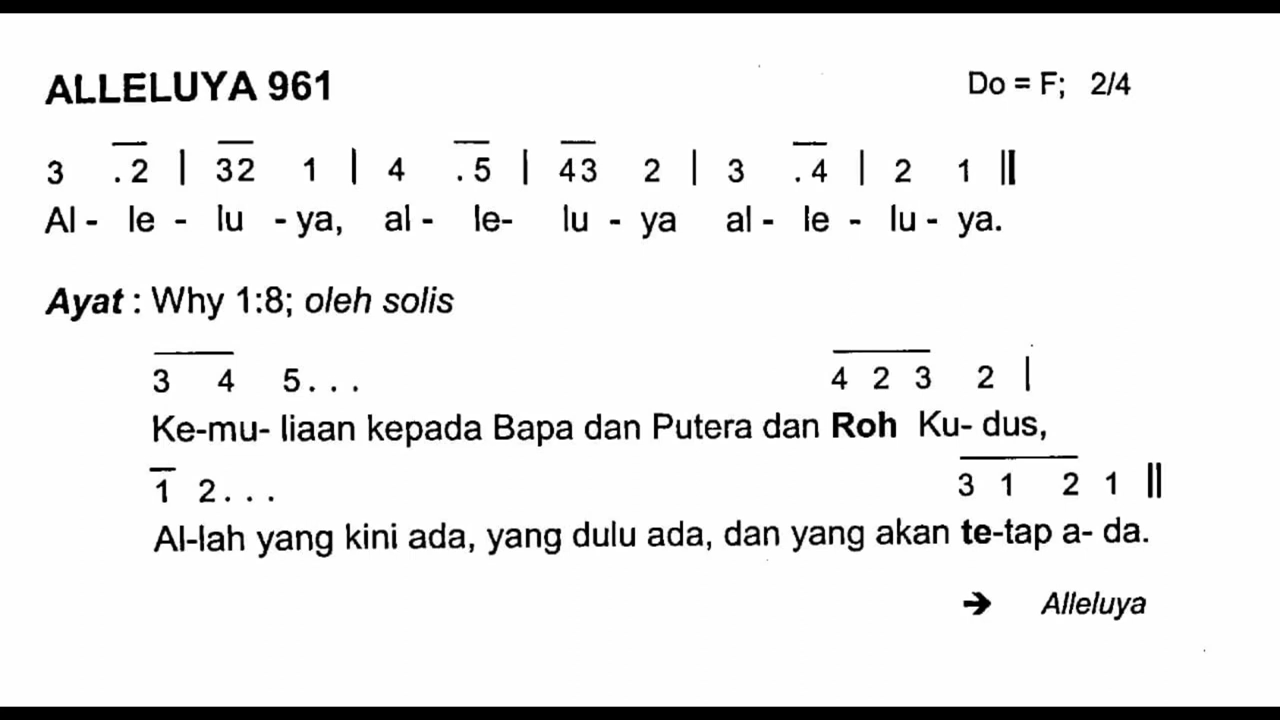 ALLELUYA 961 Do = F; 2/4
3 .2 | 32 1 | 4 .5 | 43 2 | 3 .4 | 2 1 ||
Al - le - lu - ya, al - le- lu - ya al - le - lu - ya.
Ayat : Why 1:8; oleh solis
3 4 5 . . . 4 2 3 2 |
Ke-mu- liaan kepada Bapa dan Putera dan Roh Ku- dus,
1 2 . . . 3 1 2 1 ||
Al-lah yang kini ada, yang dulu ada, dan yang akan te-tap a- da.
→ Alleluya